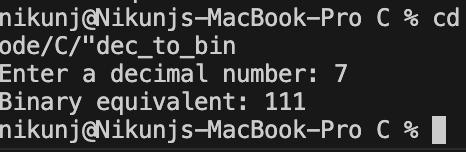 nikunj@Nikunjs-MacBook-Pro C % cd
ode/C/"dec_to_bin
Enter a decimal number: 7
Binary equivalent: 111
nikunj@Nikunjs-MacBook-Pro C %